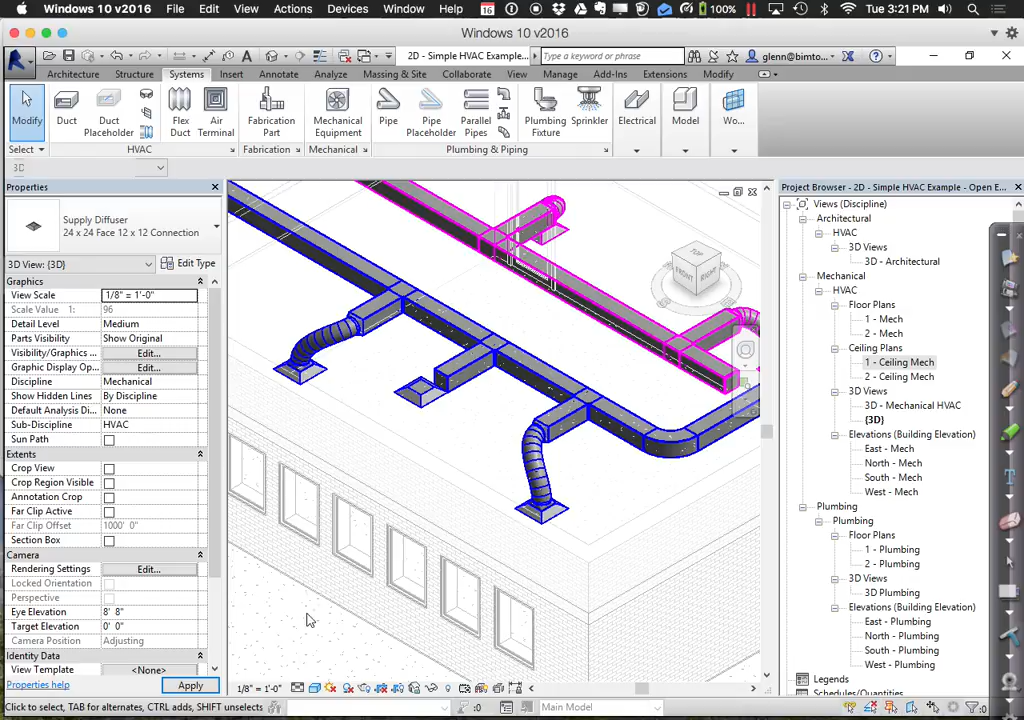 Windows 10 v2016 File Edit View Actions Devices Window Help 16 100% Tue 3:21 PM
Windows 10 v2016
2D - Simple HVAC Example... Type a keyword or phrase glenn@bimto...
Architecture Structure Systems Insert Annotate Analyze Massing & Site Collaborate View Manage Add-Ins Extensions Modify
Modify Duct Duct Placeholder Flex Duct Air Terminal Fabrication Part Mechanical Equipment Pipe Pipe Placeholder Parallel Pipes Plumbing Fixture Sprinkler Electrical Model Wo...
Select HVAC Fabrication Mechanical Plumbing & Piping
3D
Properties
Supply Diffuser
24 x 24 Face 12 x 12 Connection
3D View: {3D} Edit Type
Graphics
View Scale 1/8" = 1'-0"
Scale Value 1: 96
Detail Level Medium
Parts Visibility Show Original
Visibility/Graphics ... Edit...
Graphic Display Op... Edit...
Discipline Mechanical
Show Hidden Lines By Discipline
Default Analysis Di... None
Sub-Discipline HVAC
Sun Path
Extents
Crop View
Crop Region Visible
Annotation Crop
Far Clip Active
Far Clip Offset 1000' 0"
Section Box
Camera
Rendering Settings Edit...
Locked Orientation
Perspective
Eye Elevation 8' 8"
Target Elevation 0' 0"
Camera Position Adjusting
Identity Data
View Template <None>
Properties help Apply
TOP
FRONT RIGHT
1/8" = 1'-0"
Project Browser - 2D - Simple HVAC Example - Open E...
Views (Discipline)
Architectural
HVAC
3D Views
3D - Architectural
Mechanical
HVAC
Floor Plans
1 - Mech
2 - Mech
Ceiling Plans
1 - Ceiling Mech
2 - Ceiling Mech
3D Views
3D - Mechanical HVAC
{3D}
Elevations (Building Elevation)
East - Mech
North - Mech
South - Mech
West - Mech
Plumbing
Plumbing
Floor Plans
1 - Plumbing
2 - Plumbing
3D Views
3D Plumbing
Elevations (Building Elevation)
East - Plumbing
North - Plumbing
South - Plumbing
West - Plumbing
Legends
Schedules/Quantities
Click to select, TAB for alternates, CTRL adds, SHIFT unselects :0 Main Model :0